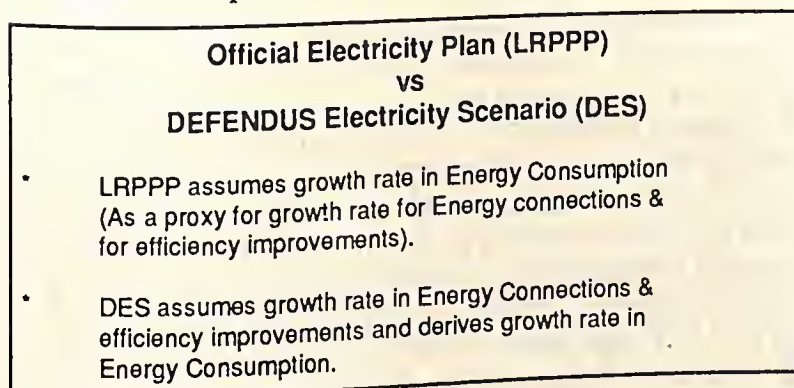 Official Electricity Plan (LRPPP)
vs
DEFENDUS Electricity Scenario (DES)
* LRPPP assumes growth rate in Energy Consumption
(As a proxy for growth rate for Energy connections &
for efficiency improvements).
* DES assumes growth rate in Energy Connections &
efficiency improvements and derives growth rate in
Energy Consumption.